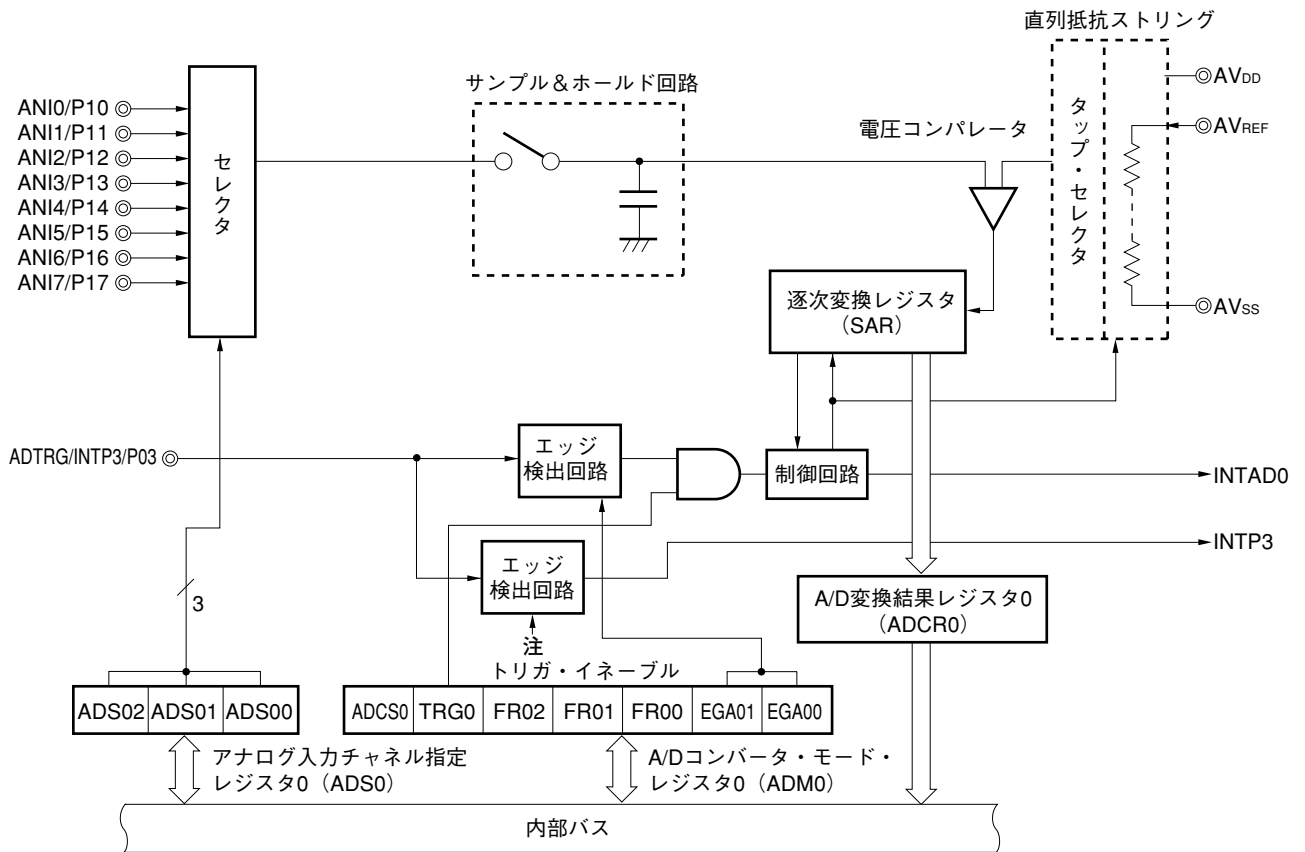 直列抵抗ストリング
サンプル＆ホールド回路
電圧コンパレータ
ANI0/P10
ANI1/P11
ANI2/P12
ANI3/P13
ANI4/P14
ANI5/P15
ANI6/P16
ANI7/P17
セレクタ
タップ・セレクタ
AVDD
AVREF
AVSS
逐次変換レジスタ
（SAR）
ADTRG/INTP3/P03
エッジ
検出回路
制御回路
INTAD0
INTP3
エッジ
検出回路
注
A/D変換結果レジスタ0
（ADCR0）
3
トリガ・イネーブル
ADS02 ADS01 ADS00
ADCS0 TRG0 FR02 FR01 FR00 EGA01 EGA00
アナログ入力チャネル指定
レジスタ0（ADS0）
A/Dコンバータ・モード・
レジスタ0（ADM0）
内部バス